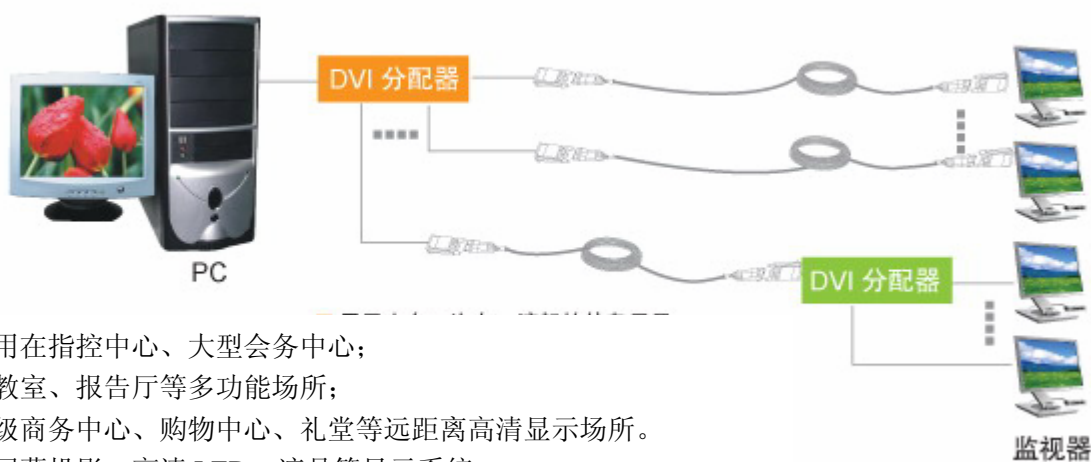 DVI 分配器
PC
DVI 分配器
用在指控中心、大型会务中心；
教室、报告厅等多功能场所；
级商务中心、购物中心、礼堂等远距离高清显示场所。
监视器